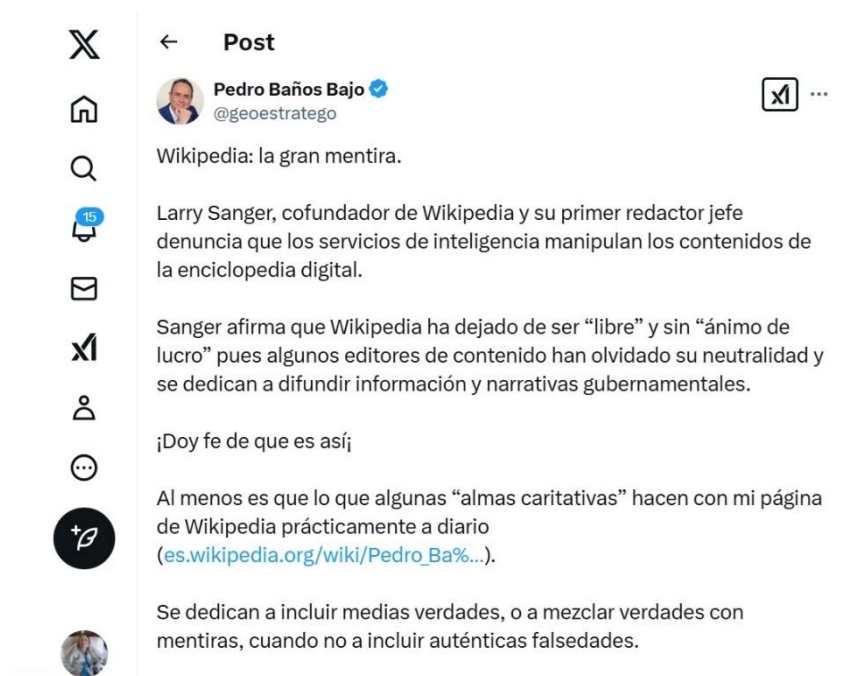 Post
Pedro Baños Bajo
@geoestratego
Wikipedia: la gran mentira.
Larry Sanger, cofundador de Wikipedia y su primer redactor jefe
denuncia que los servicios de inteligencia manipulan los contenidos de
la enciclopedia digital.
15
Sanger afirma que Wikipedia ha dejado de ser “libre” y sin “ánimo de
lucro” pues algunos editores de contenido han olvidado su neutralidad y
se dedican a difundir información y narrativas gubernamentales.
¡Doy fe de que es así¡
Al menos es que lo que algunas “almas caritativas” hacen con mi página
de Wikipedia prácticamente a diario
(es.wikipedia.org/wiki/Pedro_Ba%...).
Se dedican a incluir medias verdades, o a mezclar verdades con
mentiras, cuando no a incluir auténticas falsedades.